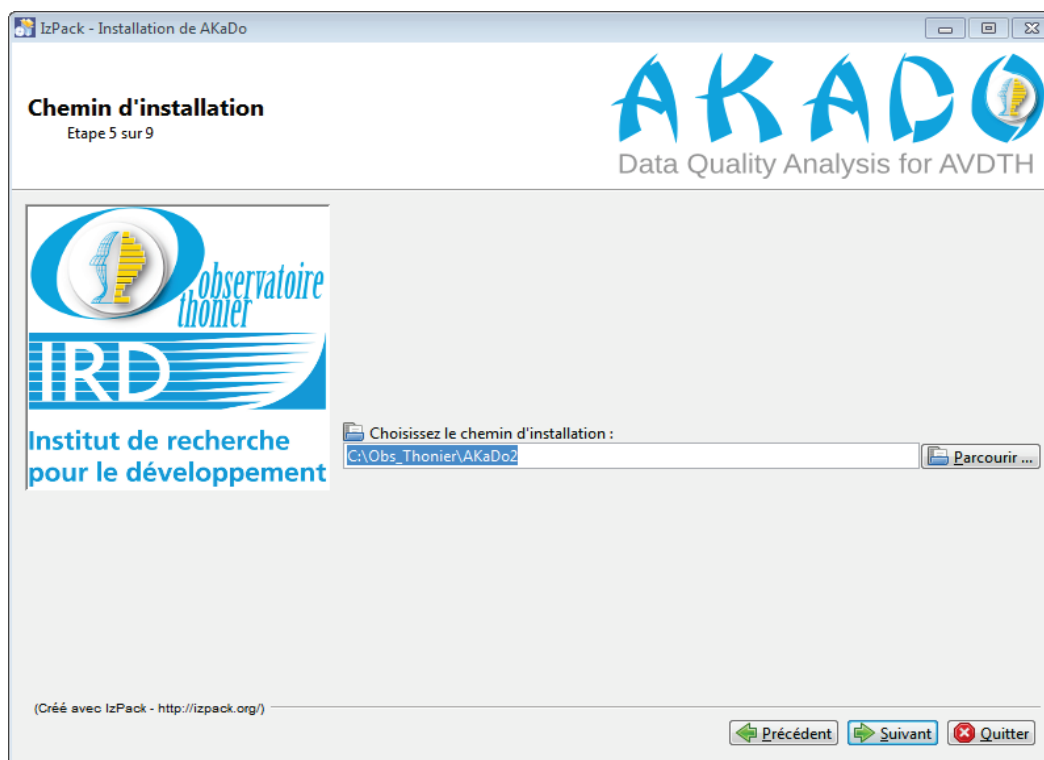 IzPack - Installation de AKaDo
AKADO
Chemin d'installation
Etape 5 sur 9
Data Quality Analysis for AVDTH
observatoire
thonier
IRD
Institut de recherche
pour le développement
Choisissez le chemin d'installation :
C:\Obs_Thonier\AKaDo2
Parcourir ...
(Créé avec IzPack - http://izpack.org/)
Précédent
Suivant
Quitter